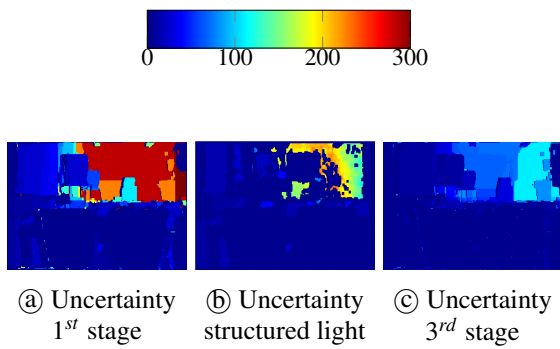 0 100 200 300
ⓐ Uncertainty
1st stage
ⓑ Uncertainty
structured light
ⓒ Uncertainty
3rd stage